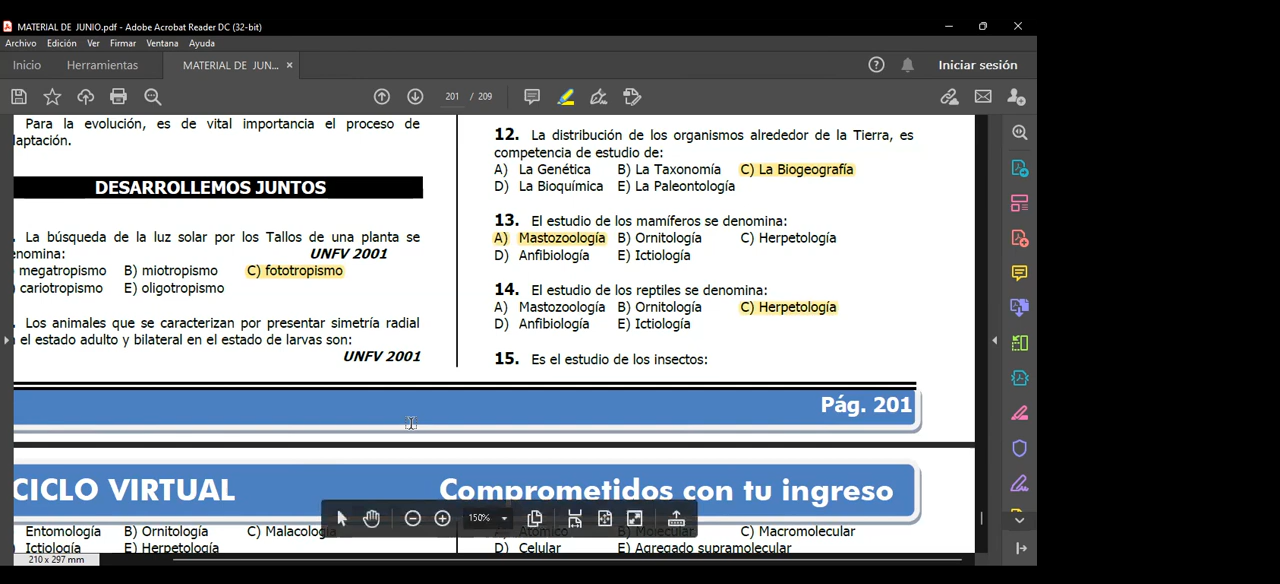 MATERIAL DE JUNIO.pdf - Adobe Acrobat Reader DC (32-bit)
Archivo Edición Ver Firmar Ventana Ayuda
Inicio Herramientas MATERIAL DE JUN... × Iniciar sesión
201 / 209
Para la evolución, es de vital importancia el proceso de
laptación.
DESARROLLEMOS JUNTOS
. La búsqueda de la luz solar por los Tallos de una planta se
enomina: UNFV 2001
megatropismo B) miotropismo C) fototropismo
) cariotropismo E) oligotropismo
. Los animales que se caracterizan por presentar simetría radial
el estado adulto y bilateral en el estado de larvas son:
UNFV 2001
12. La distribución de los organismos alrededor de la Tierra, es
competencia de estudio de:
A) La Genética B) La Taxonomía C) La Biogeografía
D) La Bioquímica E) La Paleontología
13. El estudio de los mamíferos se denomina:
A) Mastozoología B) Ornitología C) Herpetología
D) Anfibiología E) Ictiología
14. El estudio de los reptiles se denomina:
A) Mastozoología B) Ornitología C) Herpetología
D) Anfibiología E) Ictiología
15. Es el estudio de los insectos:
Pág. 201
CICLO VIRTUAL Comprometidos con tu ingreso
150%
Entomología B) Ornitología C) Malacología
) Ictiología E) Herpetología
A) Atómico B) Molecular C) Macromolecular
D) Celular E) Agregado supramolecular
210 x 297 mm